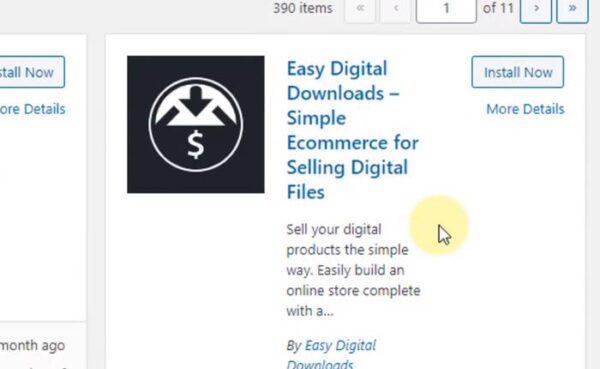 390 items « ‹ 1 of 11 › »
stall Now
ore Details
month ago
Easy Digital
Downloads –
Simple
Ecommerce for
Selling Digital
Files
Install Now
More Details
$
Sell your digital
products the simple
way. Easily build an
online store complete
with a...
By Easy Digital
Downloads